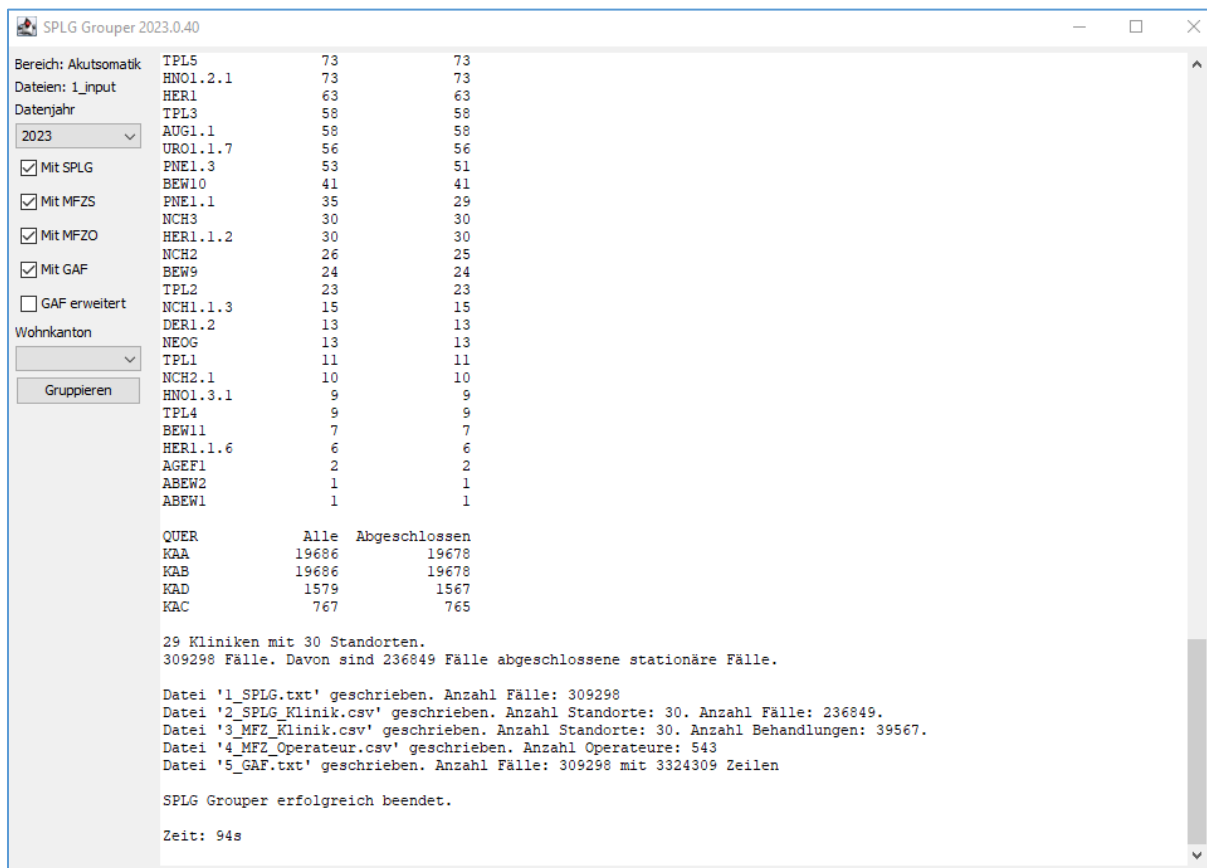 SPLG Grouper 2023.0.40
Bereich: Akutsomatik
Dateien: 1_input
Datenjahr
2023
Mit SPLG
Mit MFZS
Mit MFZO
Mit GAF
GAF erweitert
Wohnkanton
Gruppieren
TPL5 73 73
HNO1.2.1 73 73
HER1 63 63
TPL3 58 58
AUG1.1 58 58
URO1.1.7 56 56
PNE1.3 53 51
BEW10 41 41
PNE1.1 35 29
NCH3 30 30
HER1.1.2 30 30
NCH2 26 25
BEW9 24 24
TPL2 23 23
NCH1.1.3 15 15
DER1.2 13 13
NEOG 13 13
TPL1 11 11
NCH2.1 10 10
HNO1.3.1 9 9
TPL4 9 9
BEW11 7 7
HER1.1.6 6 6
AGEF1 2 2
ABEW2 1 1
ABEW1 1 1
QUER Alle Abgeschlossen
KAA 19686 19678
KAB 19686 19678
KAD 1579 1567
KAC 767 765
29 Kliniken mit 30 Standorten.
309298 Fälle. Davon sind 236849 Fälle abgeschlossene stationäre Fälle.
Datei '1_SPLG.txt' geschrieben. Anzahl Fälle: 309298
Datei '2_SPLG_Klinik.csv' geschrieben. Anzahl Standorte: 30. Anzahl Fälle: 236849.
Datei '3_MFZ_Klinik.csv' geschrieben. Anzahl Standorte: 30. Anzahl Behandlungen: 39567.
Datei '4_MFZ_Operateur.csv' geschrieben. Anzahl Operateure: 543
Datei '5_GAF.txt' geschrieben. Anzahl Fälle: 309298 mit 3324309 Zeilen
SPLG Grouper erfolgreich beendet.
Zeit: 94s